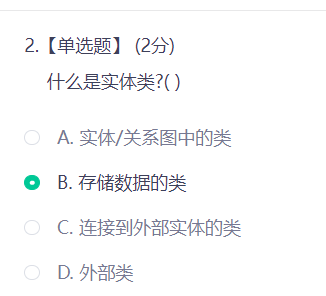 2.【单选题】 (2分)
什么是实体类?( )
A. 实体/关系图中的类
B. 存储数据的类
C. 连接到外部实体的类
D. 外部类